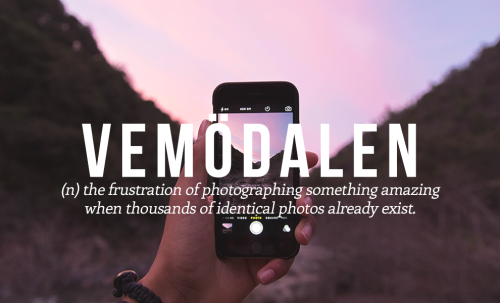 VEMÖDALEN
(n) the frustration of photographing something amazing
when thousands of identical photos already exist.